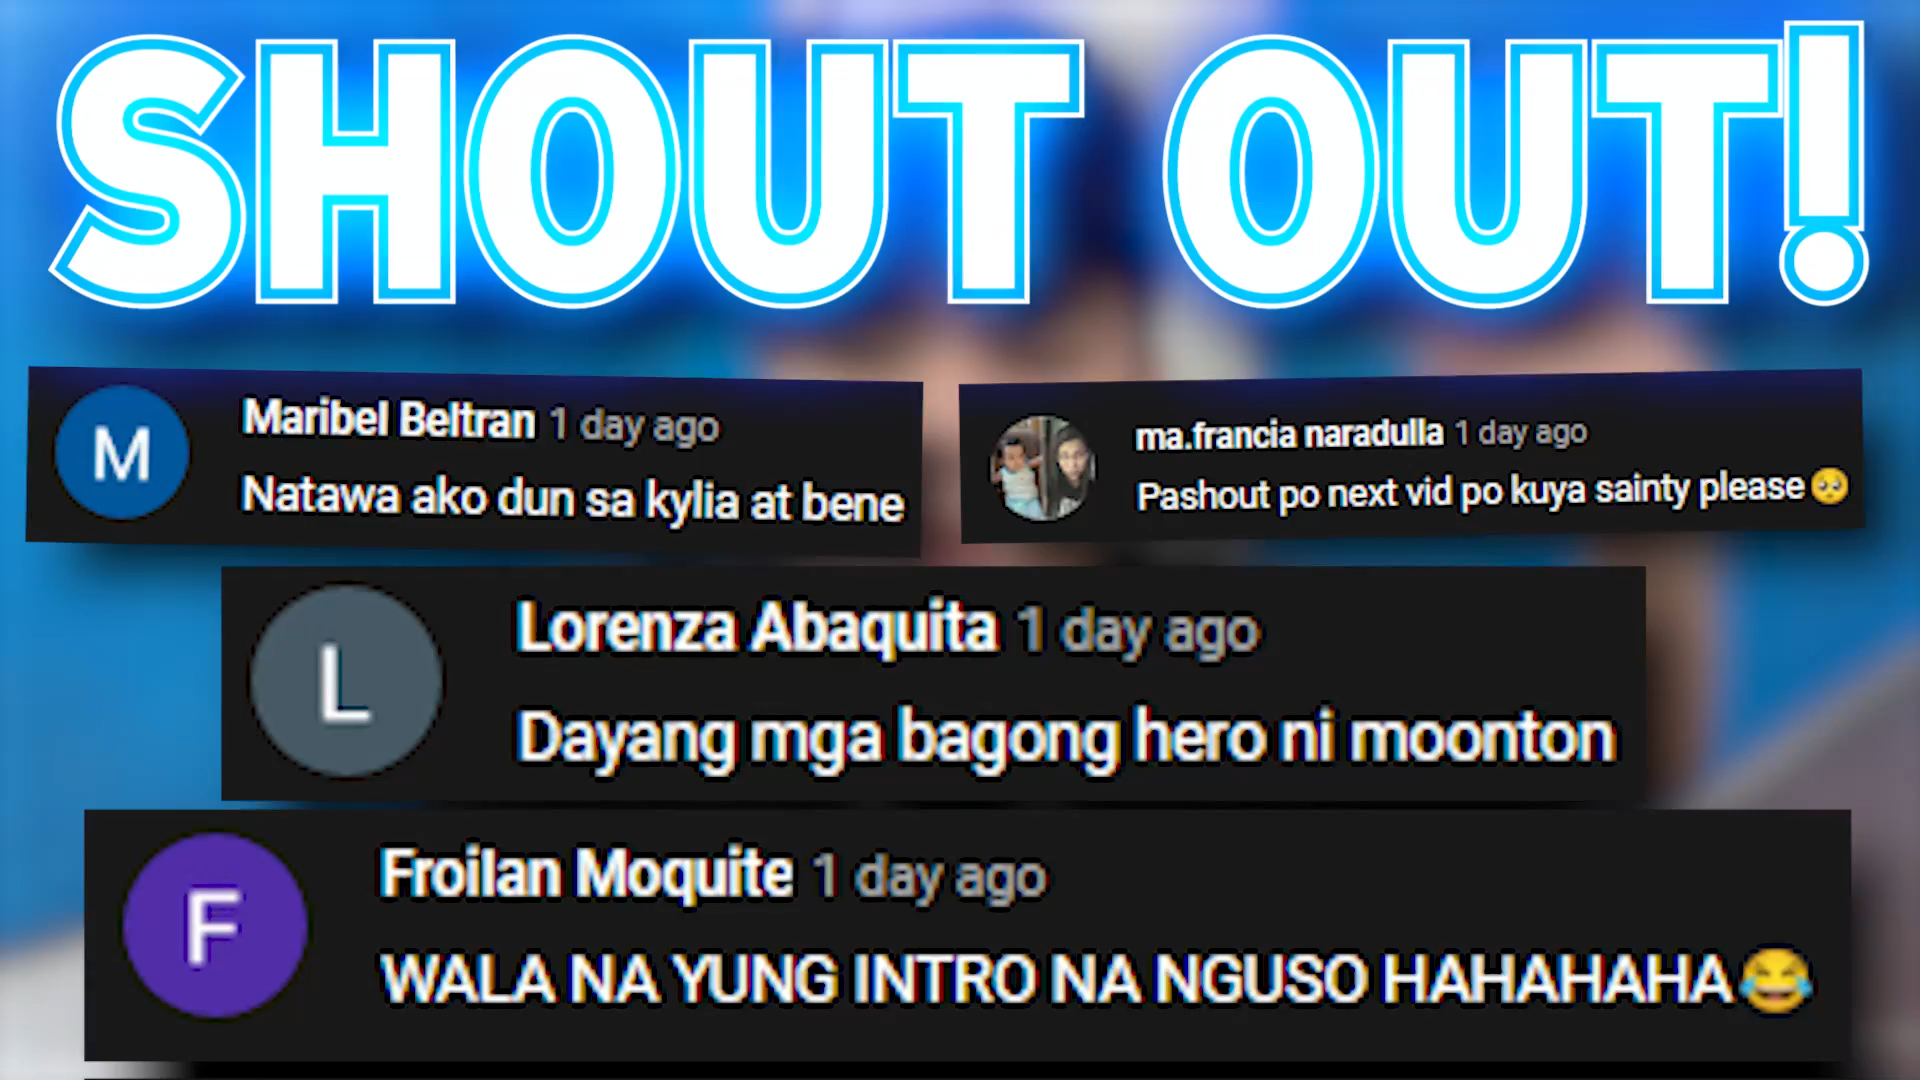 SHOUT OUT!
Maribel Beltran 1 day ago
Natawa ako dun sa kylia at bene
ma.francia naradulla 1 day ago
Pashout po next vid po kuya sainty please🥺
L
Lorenza Abaquita 1 day ago
Dayang mga bagong hero ni moonton
F
Froilan Moquite 1 day ago
WALA NA YUNG INTRO NA NGUSO HAHAHAHA😂
M